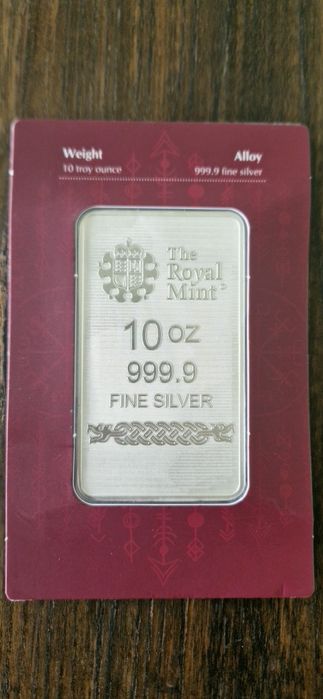 Weight
10 troy ounce
Alloy
999.9 fine silver
The
Royal
Mint
10 oz
999.9
FINE SILVER